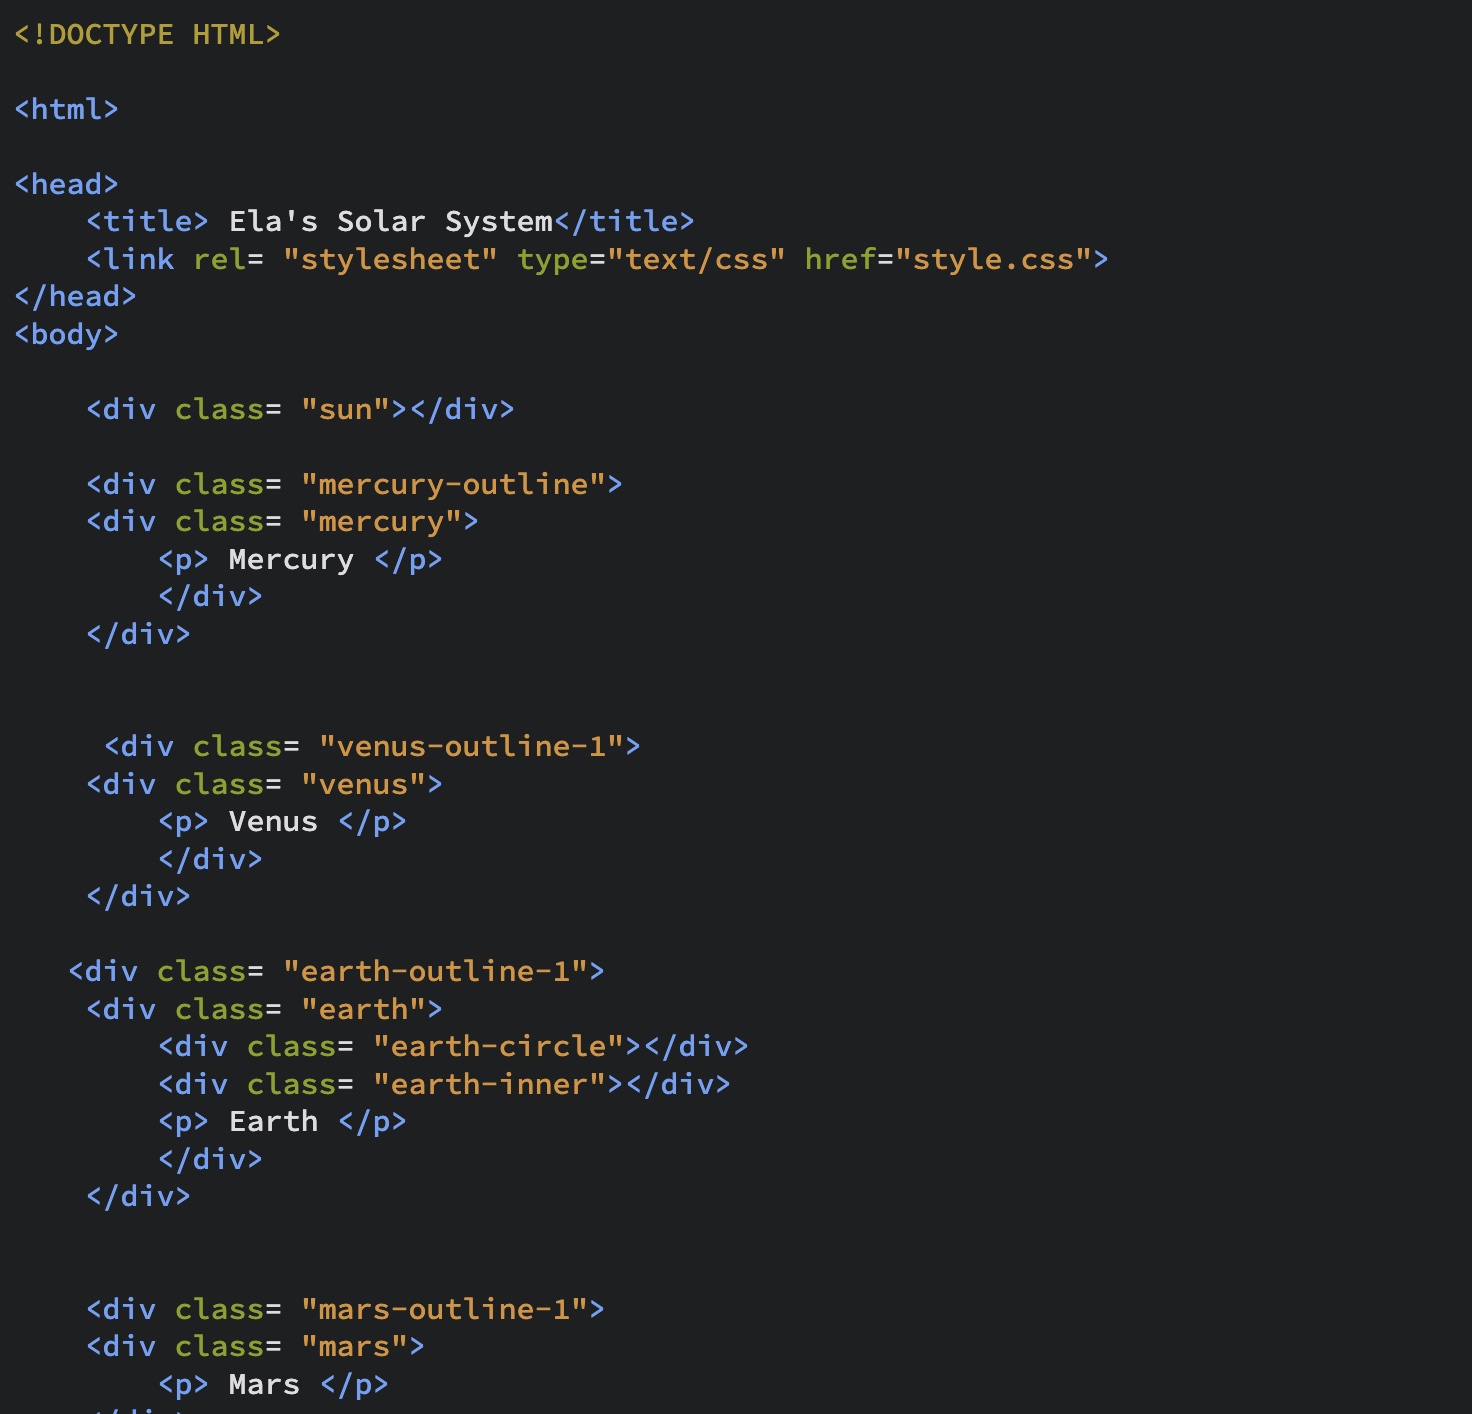 <!DOCTYPE HTML>
<html>
<head>
<title> Ela's Solar System</title>
<link rel= "stylesheet" type="text/css" href="style.css">
</head>
<body>
<div class= "sun"></div>
<div class= "mercury-outline">
<div class= "mercury">
<p> Mercury </p>
</div>
</div>
<div class= "venus-outline-1">
<div class= "venus">
<p> Venus </p>
</div>
</div>
<div class= "earth-outline-1">
<div class= "earth">
<div class= "earth-circle"></div>
<div class= "earth-inner"></div>
<p> Earth </p>
</div>
</div>
<div class= "mars-outline-1">
<div class= "mars">
<p> Mars </p>